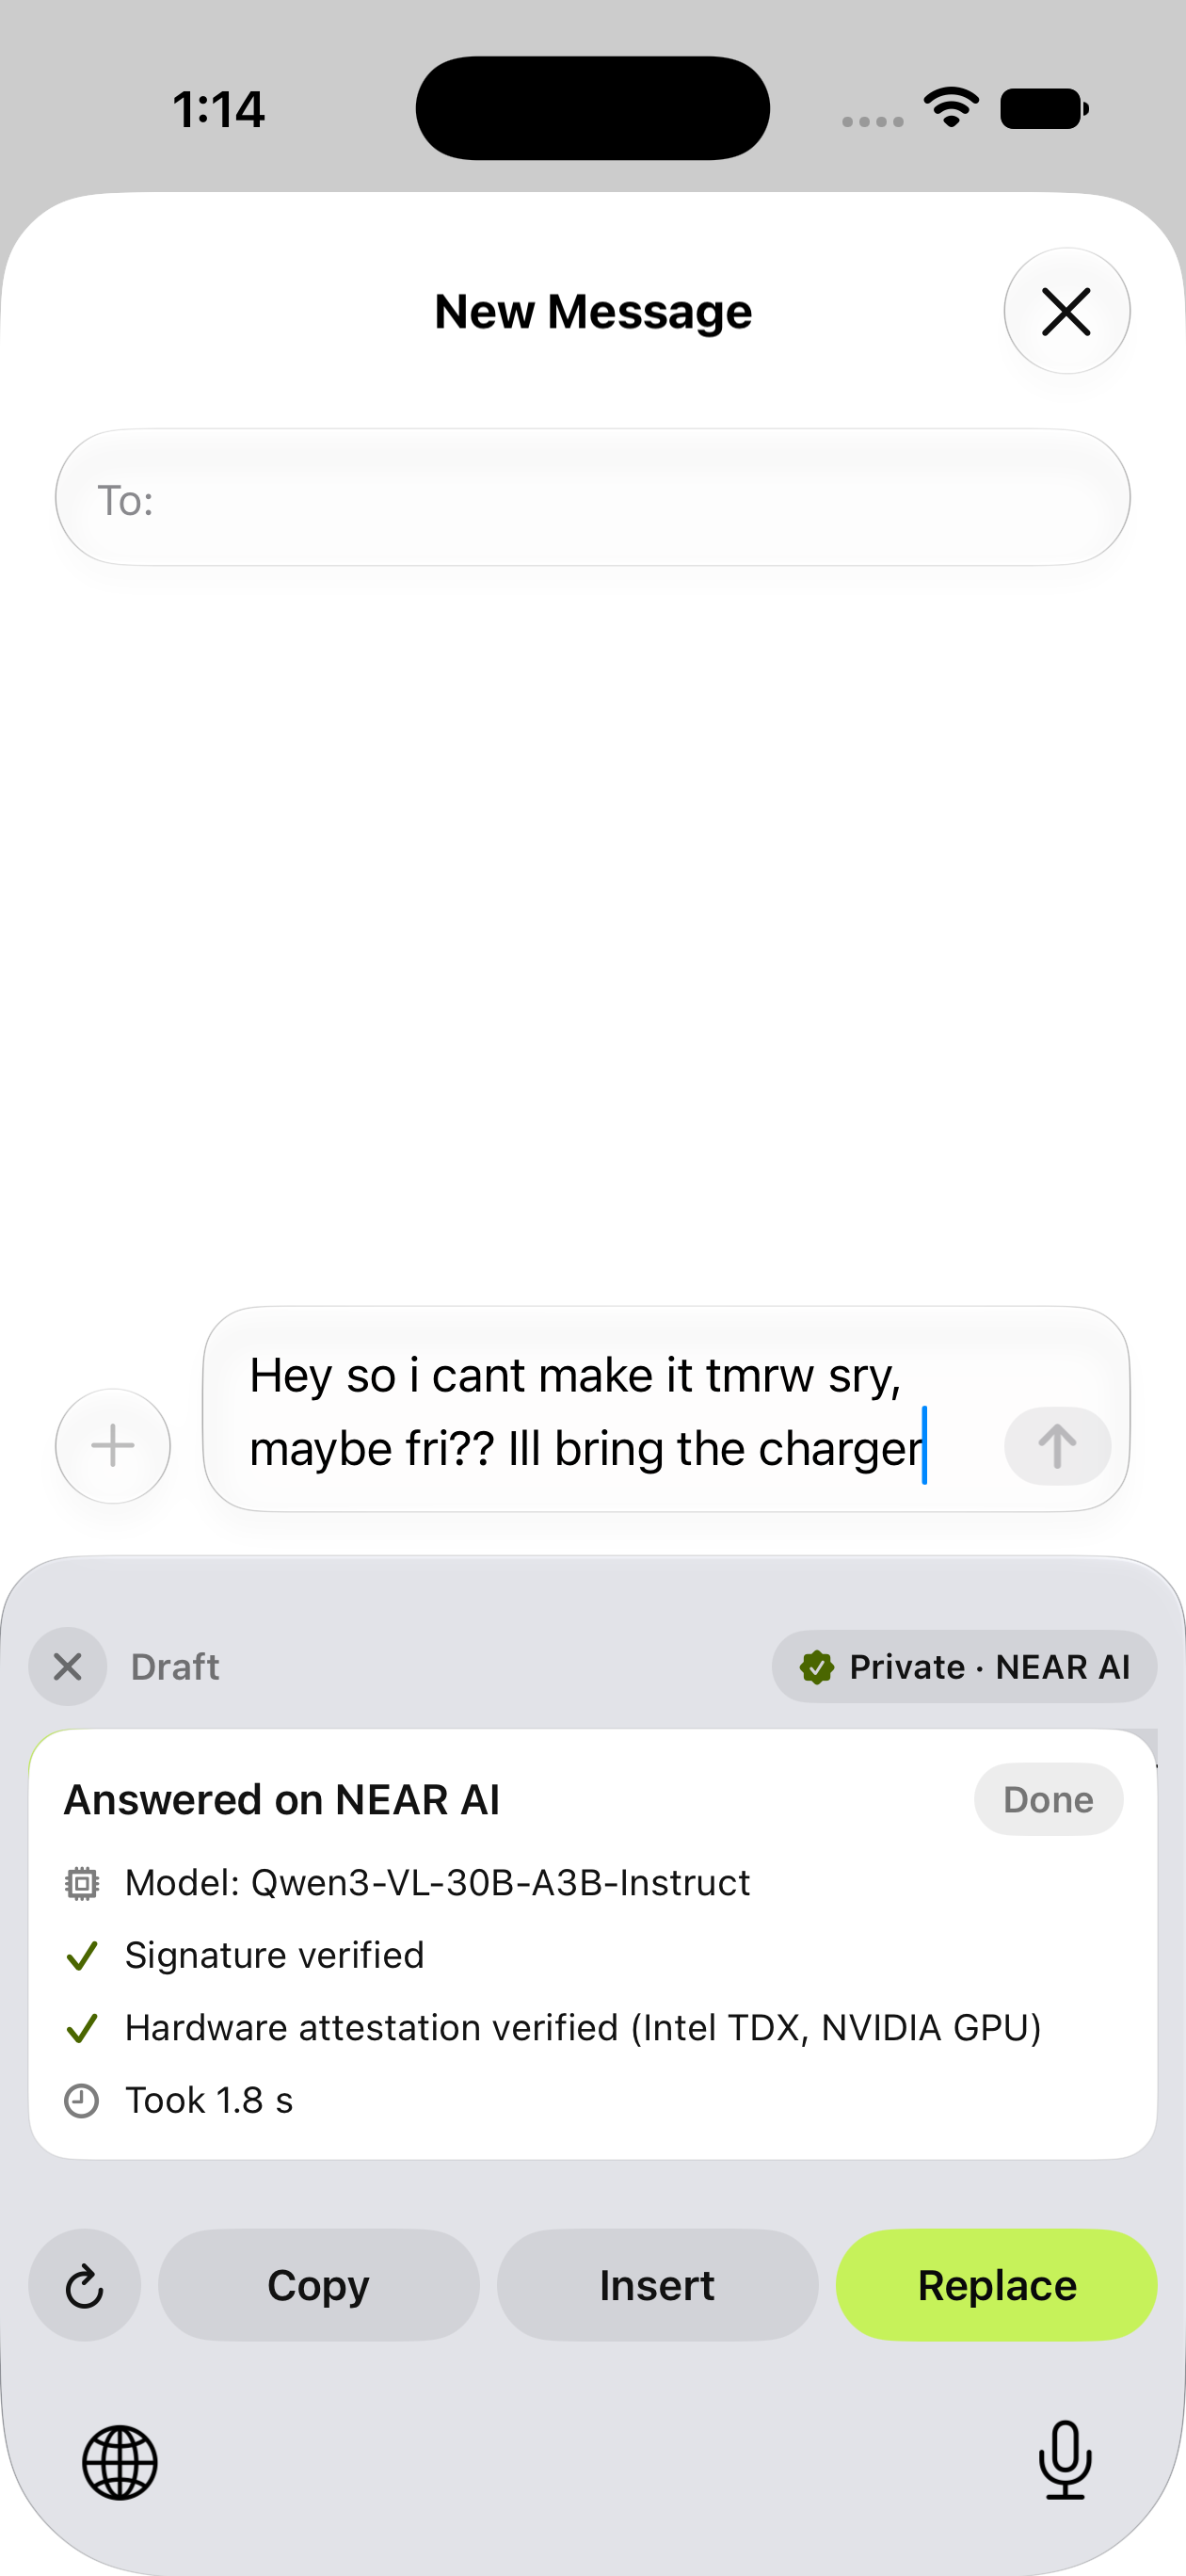 1:14
New Message
To:
Hey so i cant make it tmrw sry,
maybe fri?? Ill bring the charger
Draft
Private · NEAR AI
Answered on NEAR AI
Done
Model: Qwen3-VL-30B-A3B-Instruct
Signature verified
Hardware attestation verified (Intel TDX, NVIDIA GPU)
Took 1.8 s
Copy
Insert
Replace